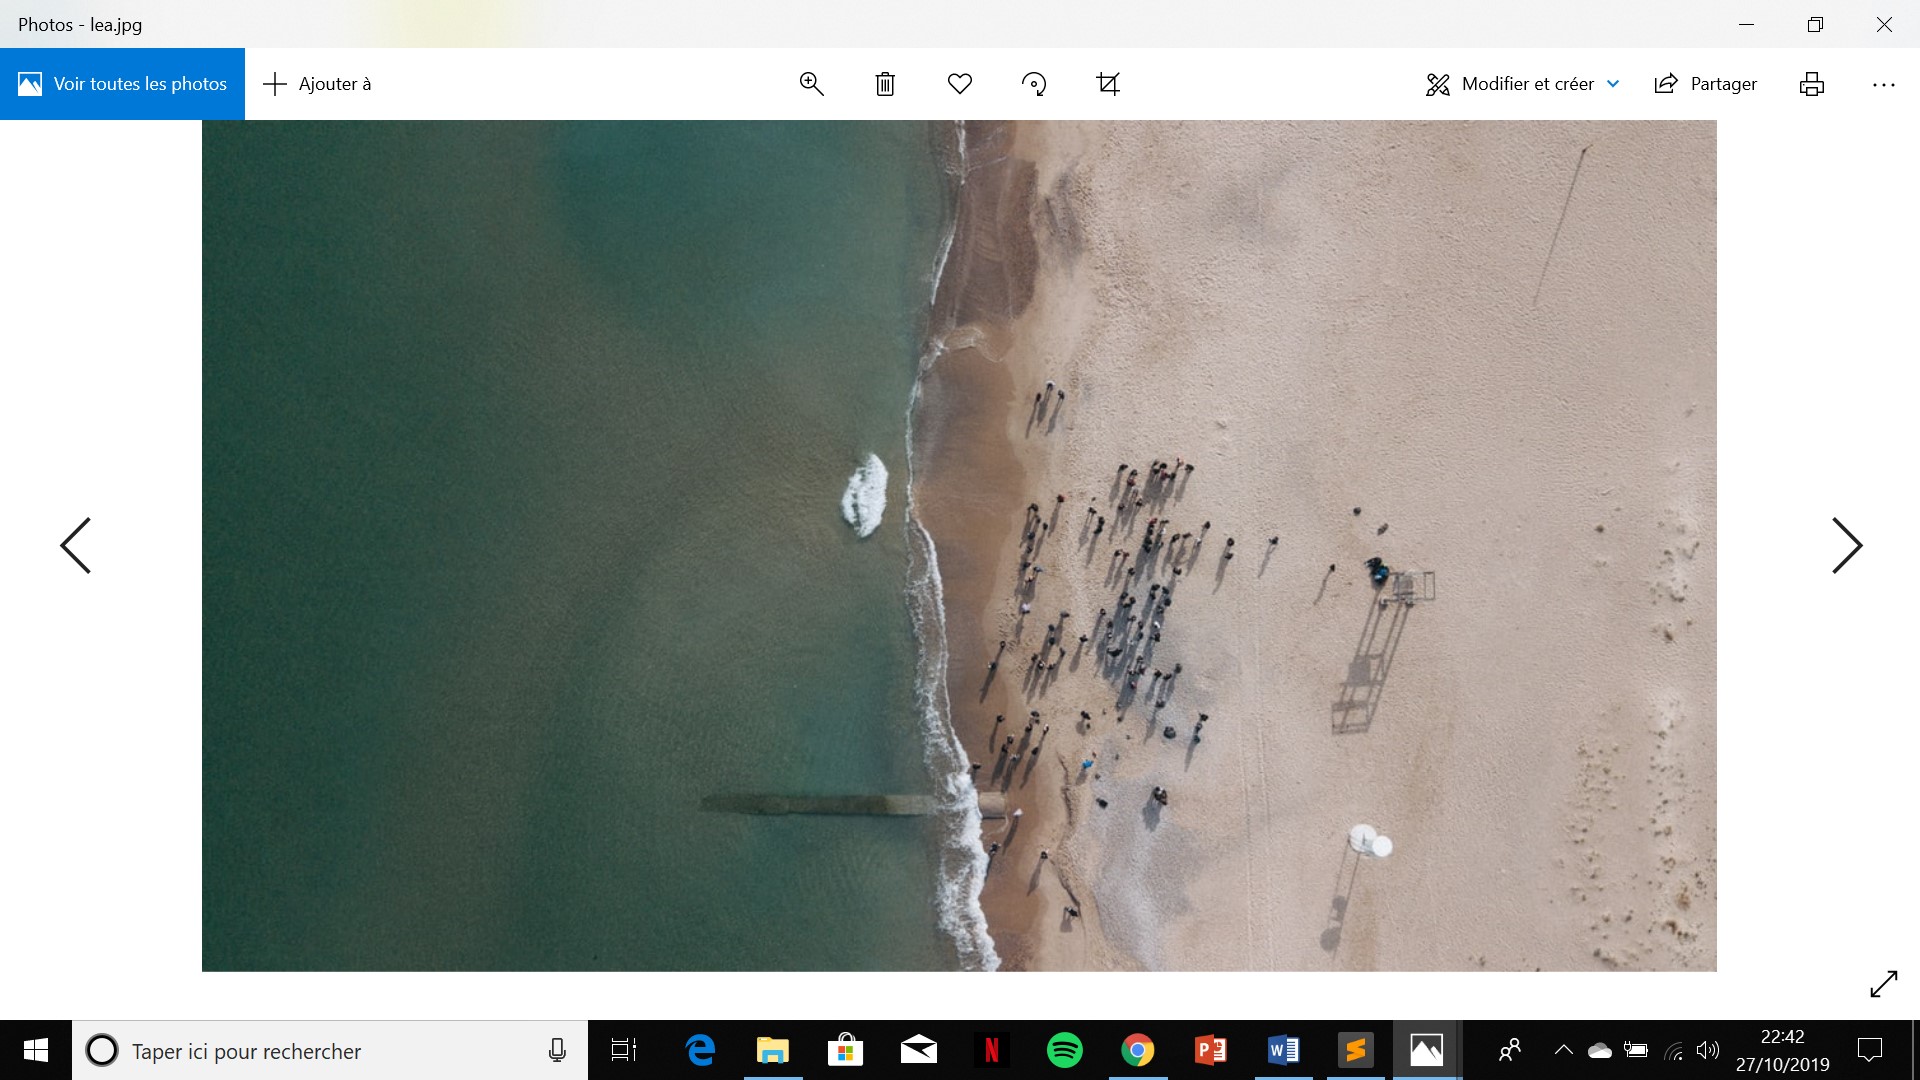 Photos - lea.jpg
Voir toutes les photos
Ajouter à
Modifier et créer
Partager
Taper ici pour rechercher
22:42
27/10/2019